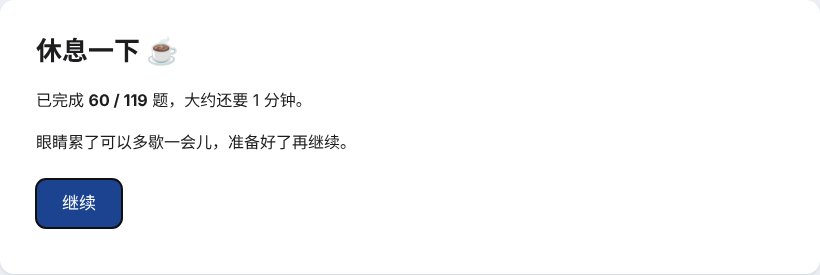 休息一下 ☕
已完成 60 / 119 题，大约还要 1 分钟。
眼睛累了可以多歇一会儿，准备好了再继续。
继续